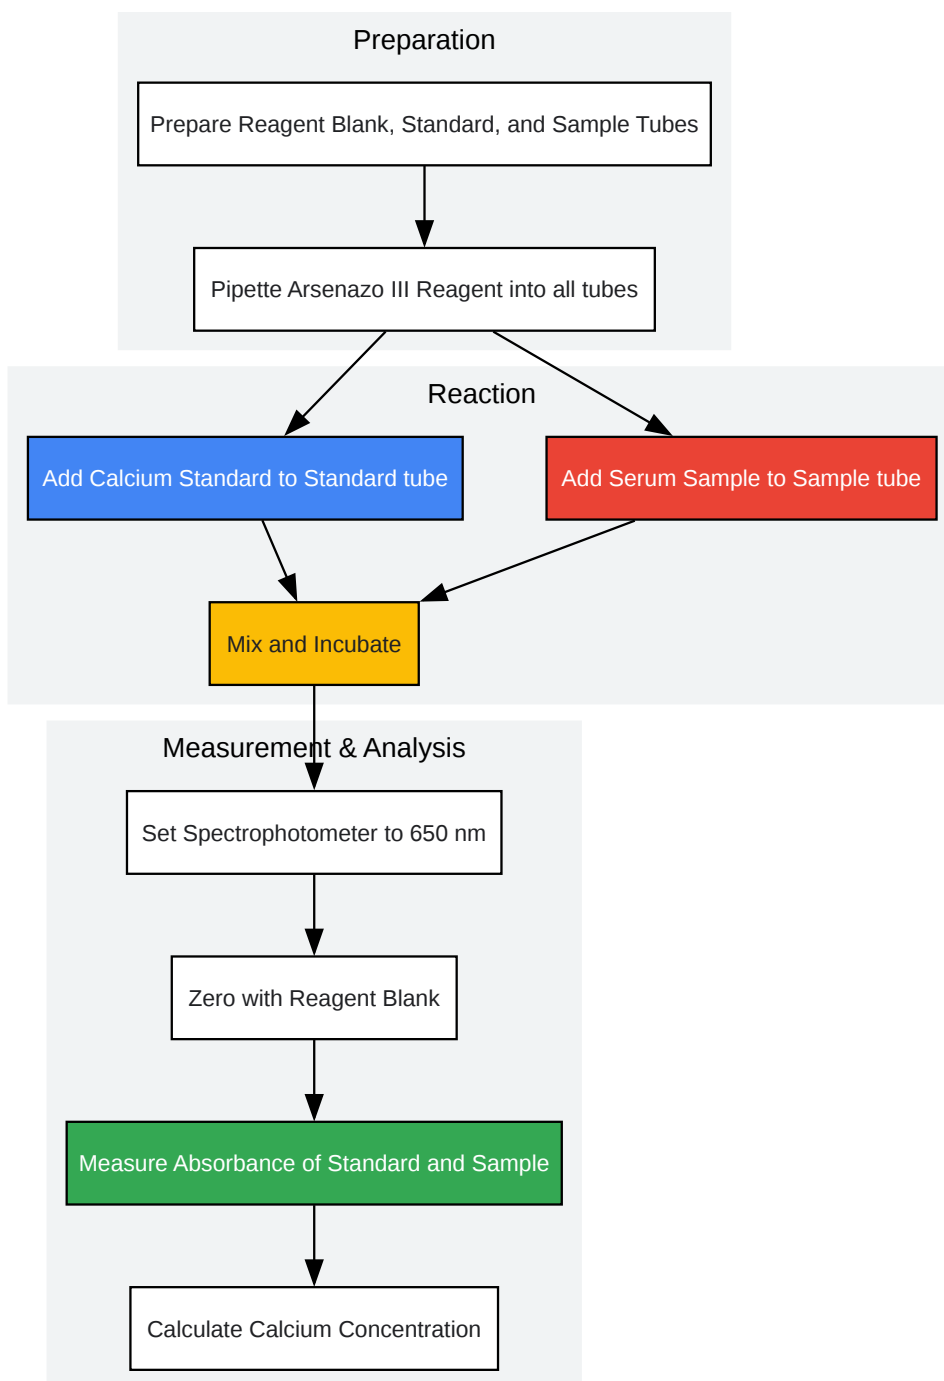 Preparation
Prepare Reagent Blank, Standard, and Sample Tubes
Pipette Arsenazo III Reagent into all tubes
Reaction
Add Calcium Standard to Standard tube
Add Serum Sample to Sample tube
Mix and Incubate
Measurement & Analysis
Set Spectrophotometer to 650 nm
Zero with Reagent Blank
Measure Absorbance of Standard and Sample
Calculate Calcium Concentration